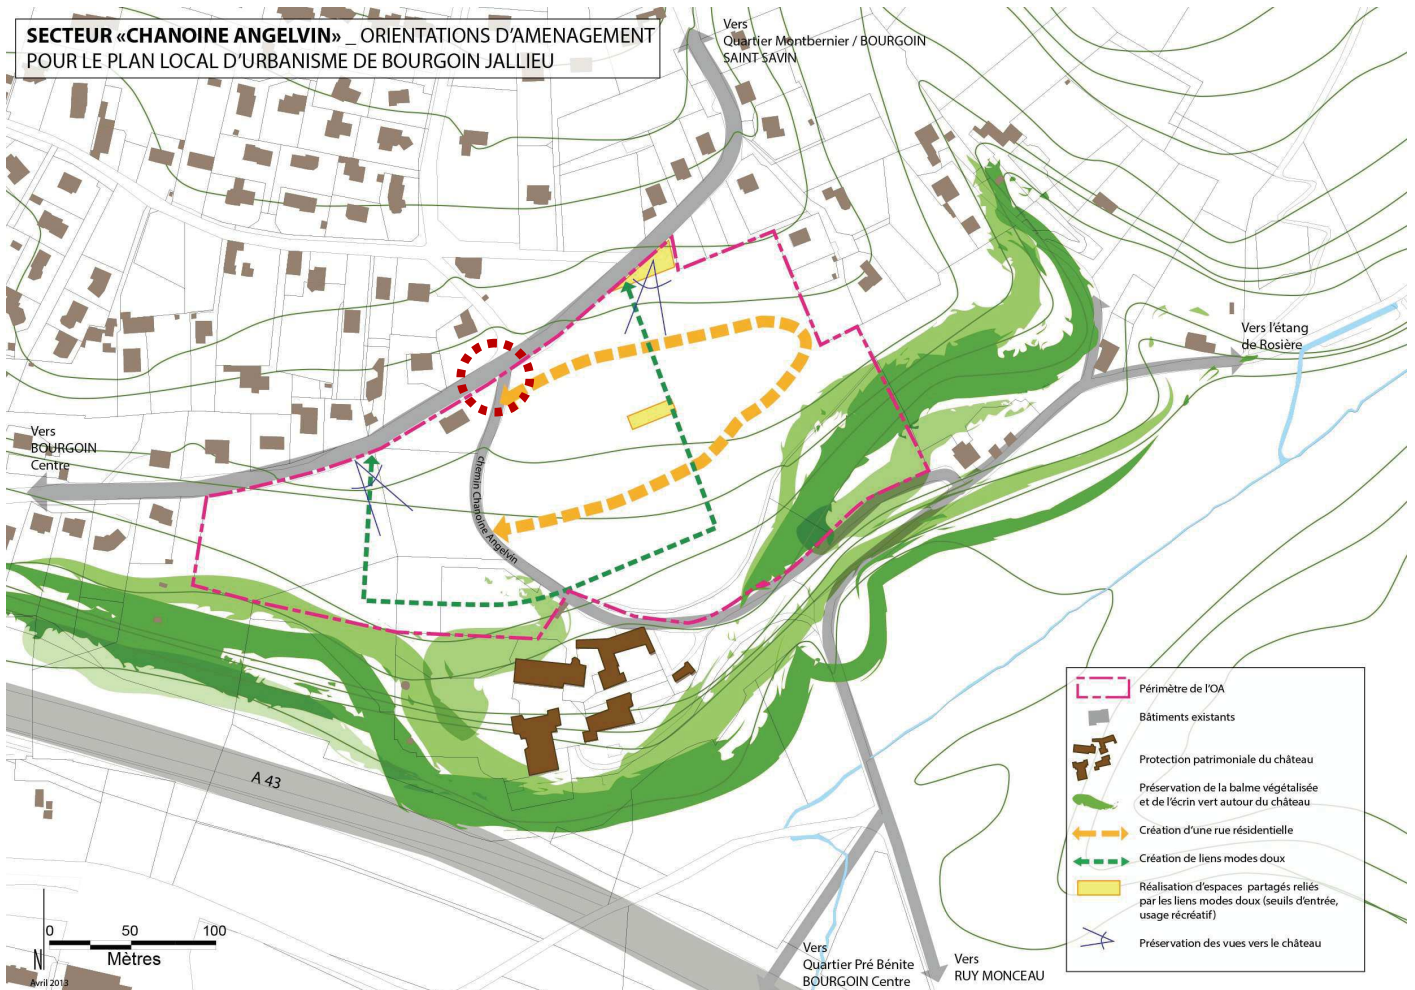 SECTEUR «CHANOINE ANGELVIN» _ ORIENTATIONS D'AMENAGEMENT
POUR LE PLAN LOCAL D'URBANISME DE BOURGOIN JALLIEU
Vers
Quartier Montbernier / BOURGOIN
SAINT SAVIN
Vers l'étang
de Rosière
Vers
BOURGOIN
Centre
chemin Chanoine Angelvin
A 43
Périmètre de l'OA
Bâtiments existants
Protection patrimoniale du château
Préservation de la balme végétalisée
et de l'écrin vert autour du château
Création d'une rue résidentielle
Création de liens modes doux
Réalisation d'espaces partagés reliés
par les liens modes doux (seuils d'entrée,
usage récréatif)
Préservation des vues vers le château
0 50 100
Mètres
N
Avril 2013
Vers
Quartier Pré Bénite
BOURGOIN Centre
Vers
RUY MONCEAU